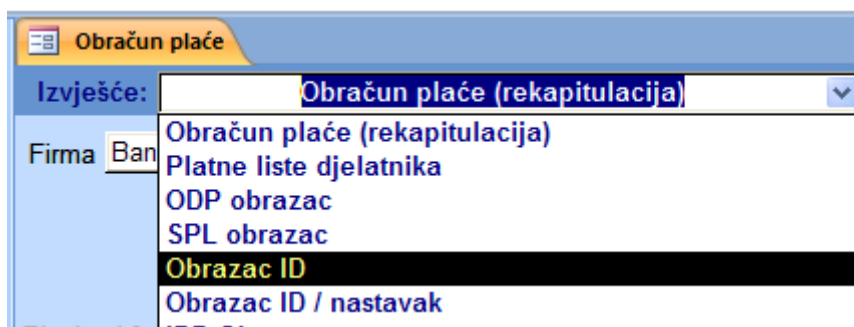 Obračun plaće
Izvješće: Obračun plaće (rekapitulacija)
Obračun plaće (rekapitulacija)
Firma Ban
Platne liste djelatnika
ODP obrazac
SPL obrazac
Obrazac ID
Obrazac ID / nastavak